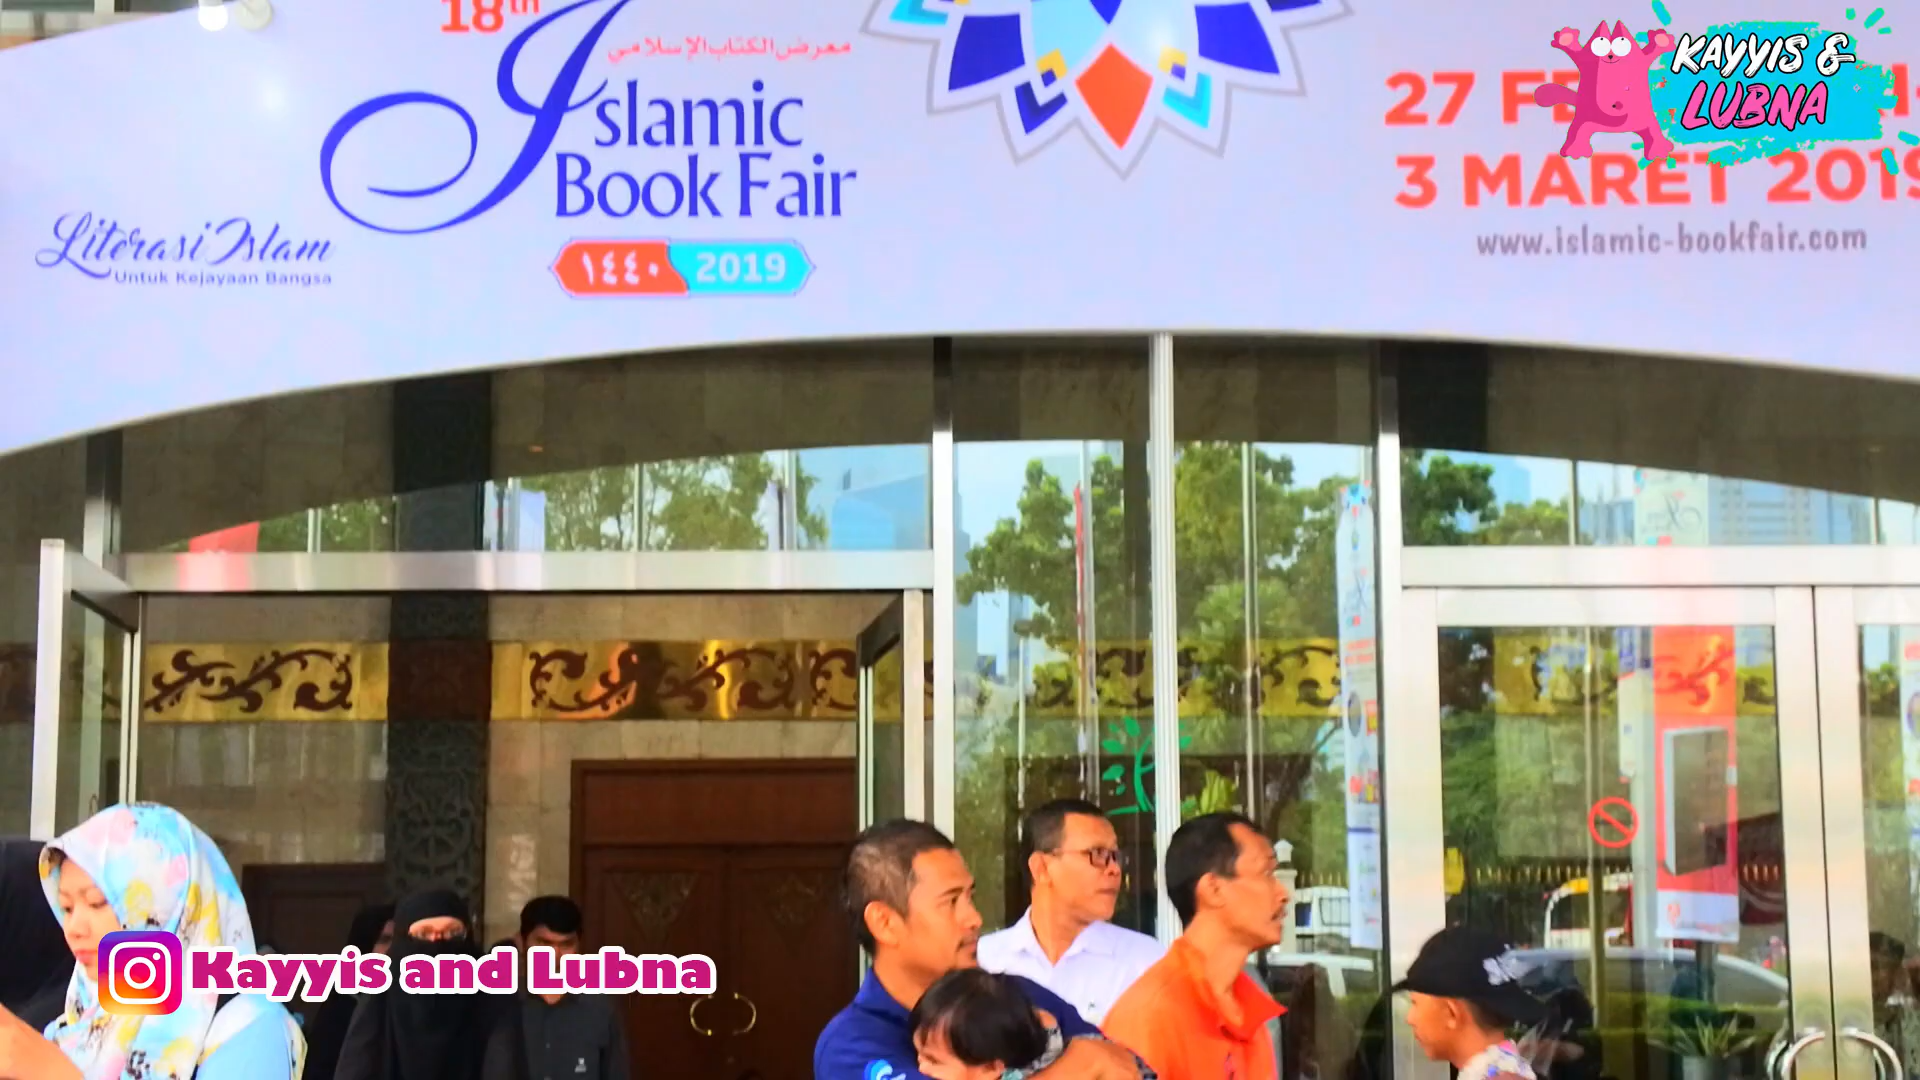 18th
معرض الكتاب الإسلامي
Islamic
Book Fair
١٤٤٠ 2019
Literasi Islam
Untuk Kejayaan Bangsa
27
3 MARET 2019
www.islamic-bookfair.com
KAYYIS &
LUBNA
Kayyis and Lubna